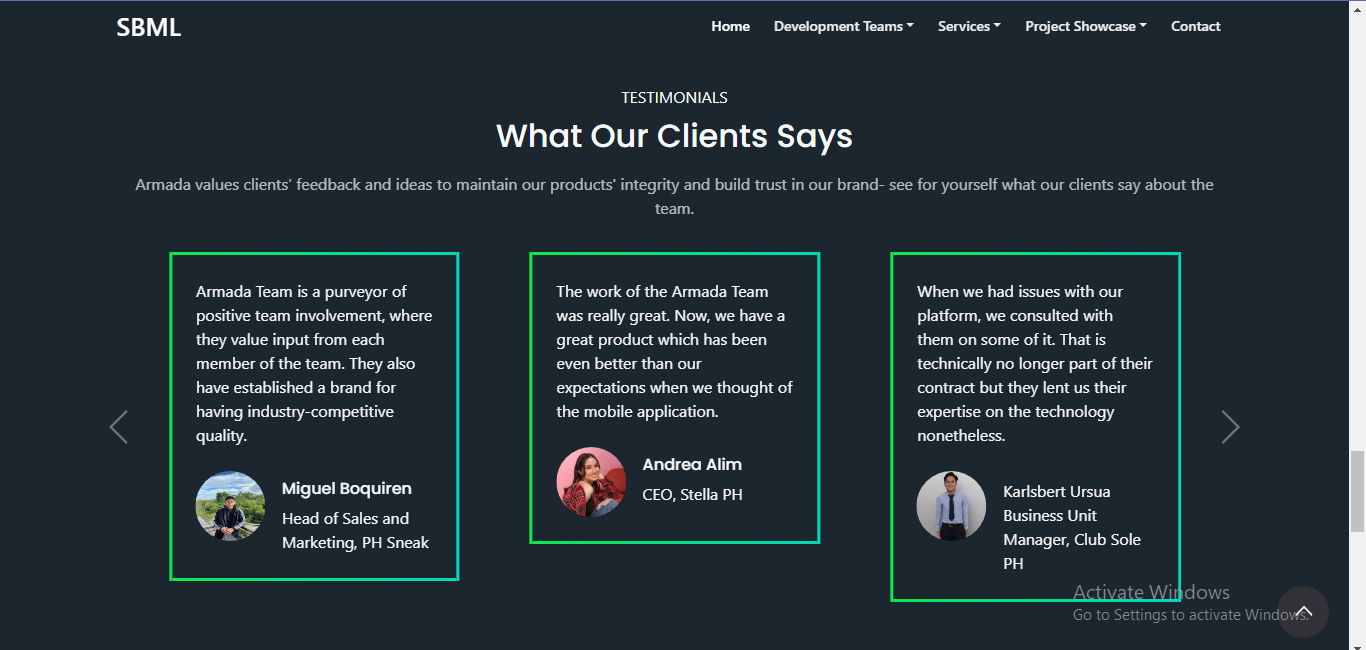 SBML
Home Development Teams Services Project Showcase Contact
TESTIMONIALS
What Our Clients Says
Armada values clients' feedback and ideas to maintain our products' integrity and build trust in our brand- see for yourself what our clients say about the
team.
Armada Team is a purveyor of
positive team involvement, where
they value input from each
member of the team. They also
have established a brand for
having industry-competitive
quality.
Miguel Boquiren
Head of Sales and
Marketing, PH Sneak
The work of the Armada Team
was really great. Now, we have a
great product which has been
even better than our
expectations when we thought of
the mobile application.
Andrea Alim
CEO, Stella PH
When we had issues with our
platform, we consulted with
them on some of it. That is
technically no longer part of their
contract but they lent us their
expertise on the technology
nonetheless.
Karlsbert Ursua
Business Unit
Manager, Club Sole
PH
Activate Windows
Go to Settings to activate Windows.